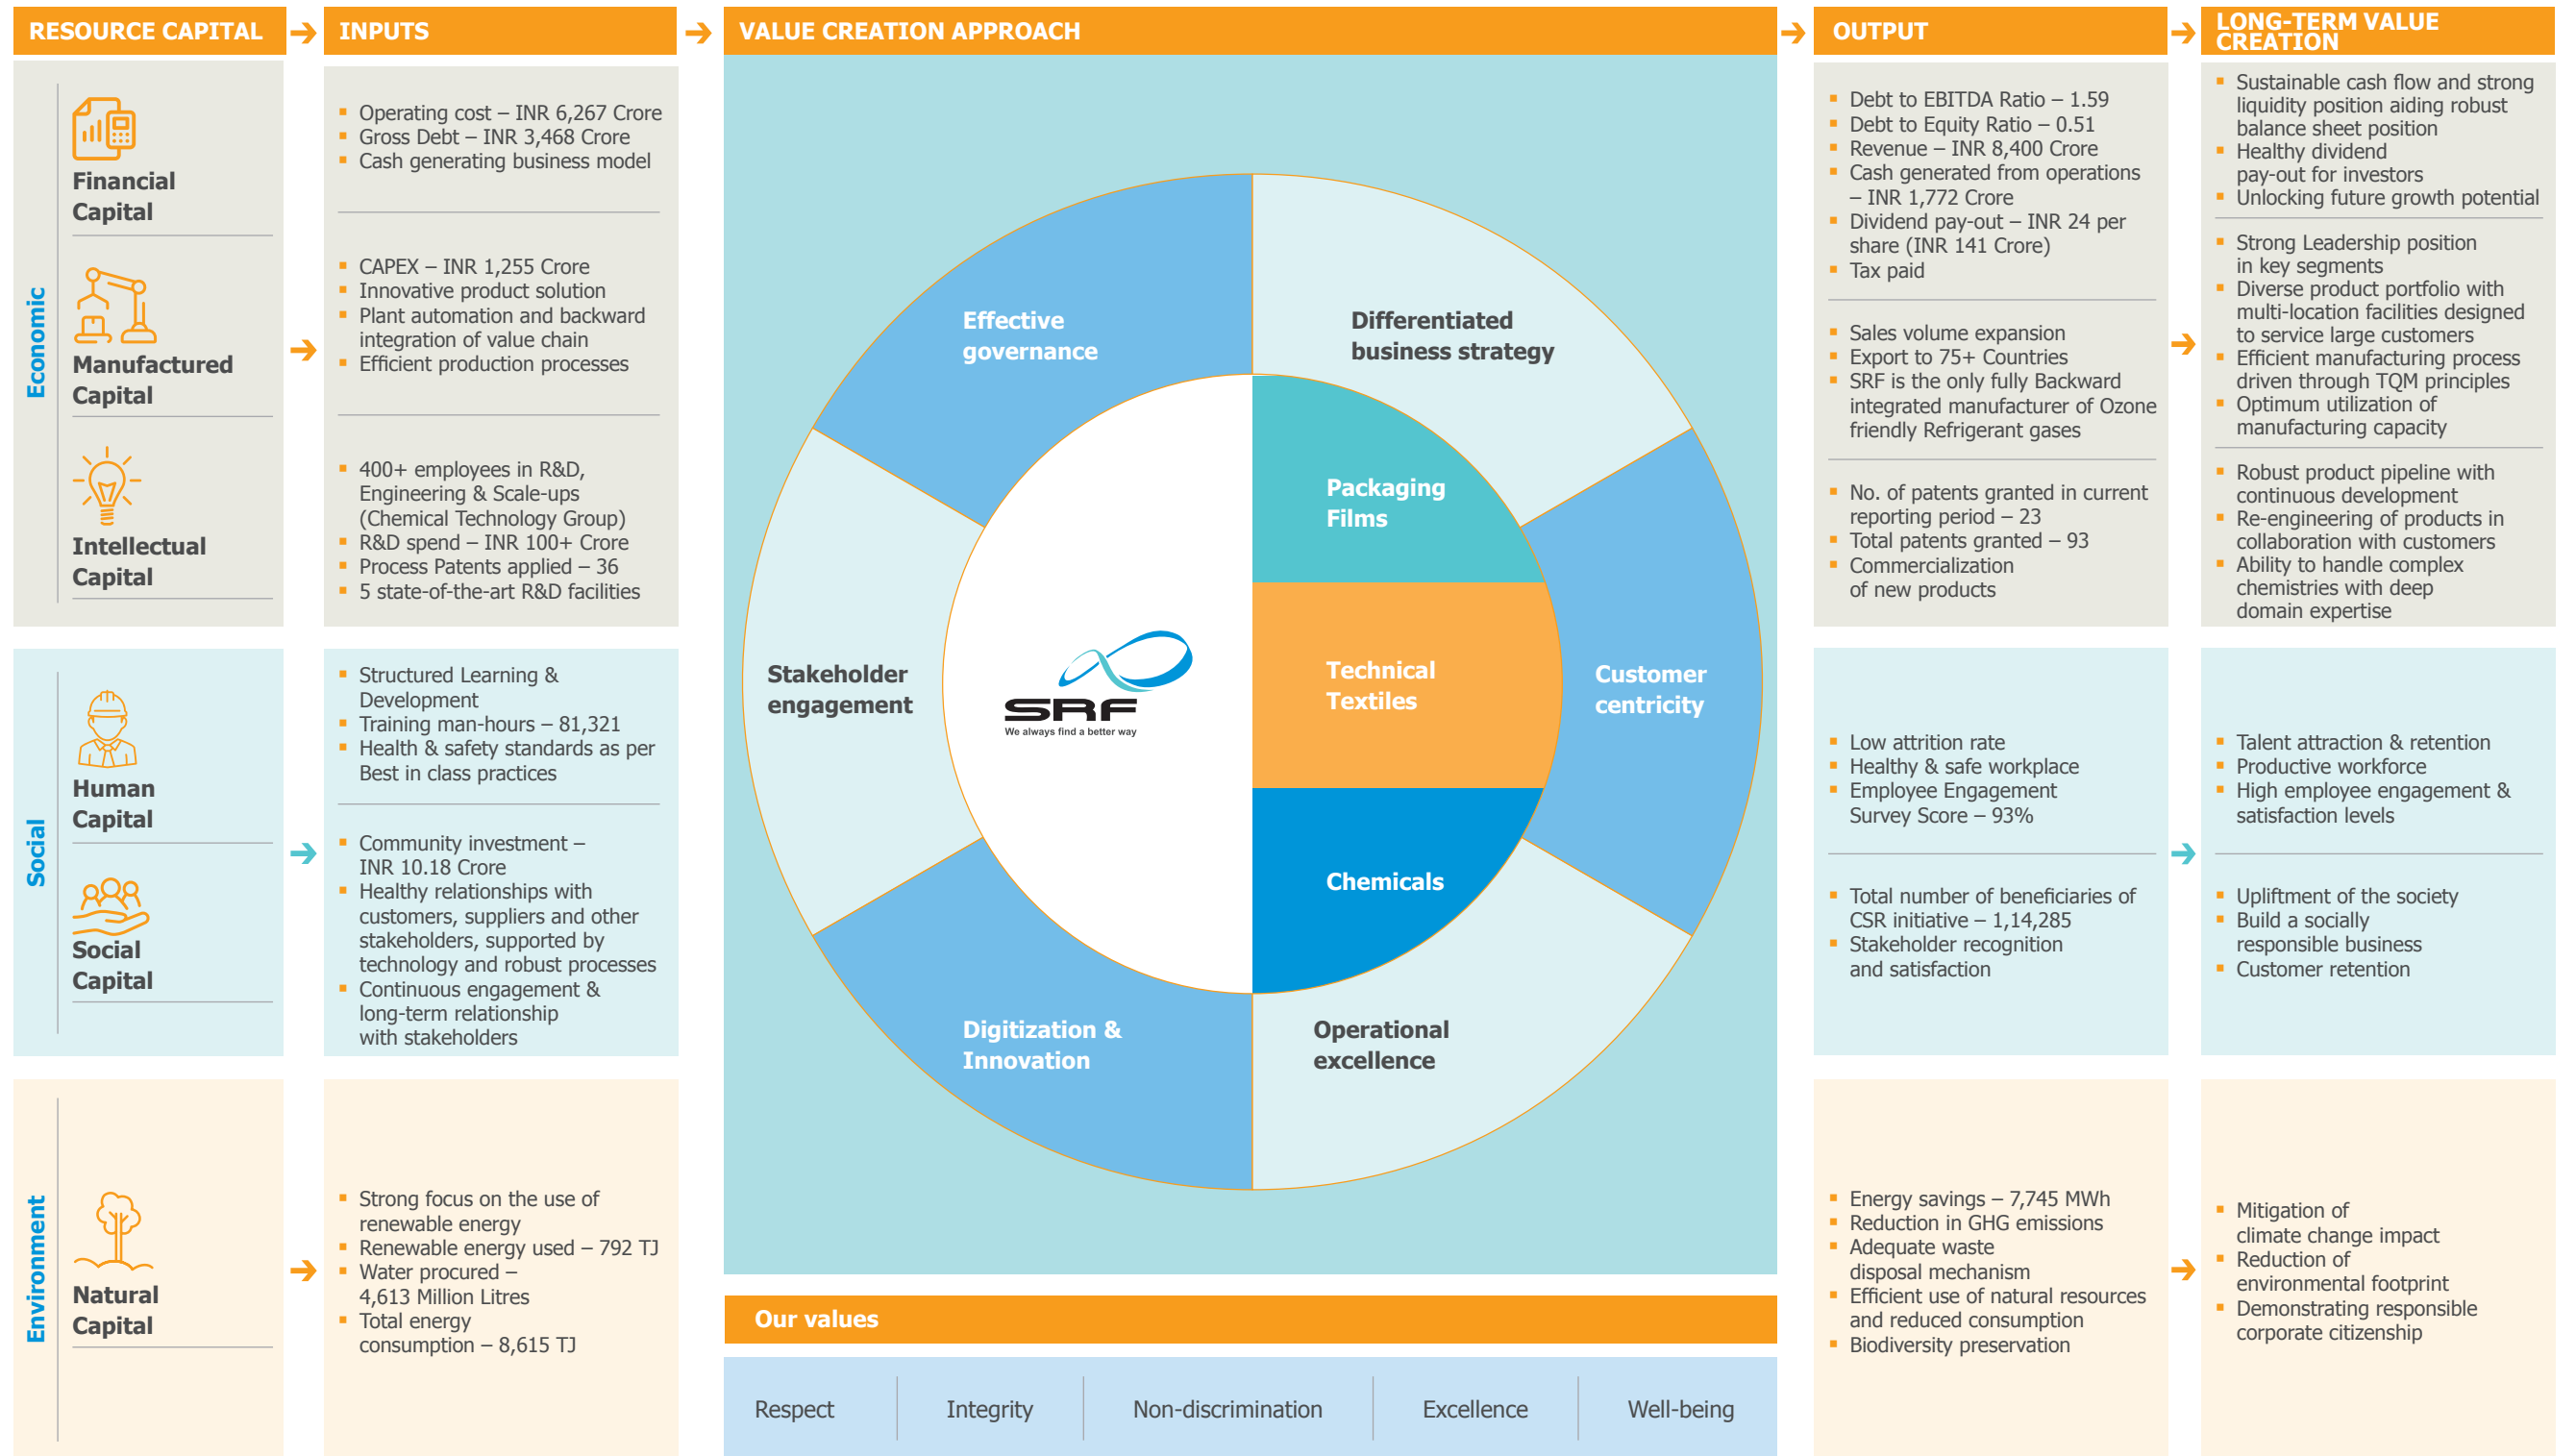 RESOURCE CAPITAL
INPUTS
VALUE CREATION APPROACH
OUTPUT
LONG-TERM VALUE
CREATION
Economic
Financial
Capital
Manufactured
Capital
Intellectual
Capital
Operating cost – INR 6,267 Crore
Gross Debt – INR 3,468 Crore
Cash generating business model
CAPEX – INR 1,255 Crore
Innovative product solution
Plant automation and backward
integration of value chain
Efficient production processes
400+ employees in R&D,
Engineering & Scale-ups
(Chemical Technology Group)
R&D spend – INR 100+ Crore
Process Patents applied – 36
5 state-of-the-art R&D facilities
Social
Human
Capital
Social
Capital
Structured Learning &
Development
Training man-hours – 81,321
Health & safety standards as per
Best in class practices
Community investment –
INR 10.18 Crore
Healthy relationships with
customers, suppliers and other
stakeholders, supported by
technology and robust processes
Continuous engagement &
long-term relationship
with stakeholders
Environment
Natural
Capital
Strong focus on the use of
renewable energy
Renewable energy used – 792 TJ
Water procured –
4,613 Million Litres
Total energy
consumption – 8,615 TJ
Effective
governance
Differentiated
business strategy
Stakeholder
engagement
Customer
centricity
Digitization &
Innovation
Operational
excellence
SRF
We always find a better way
Packaging
Films
Technical
Textiles
Chemicals
Our values
Respect
Integrity
Non-discrimination
Excellence
Well-being
Debt to EBITDA Ratio – 1.59
Debt to Equity Ratio – 0.51
Revenue – INR 8,400 Crore
Cash generated from operations
– INR 1,772 Crore
Dividend pay-out – INR 24 per
share (INR 141 Crore)
Tax paid
Sales volume expansion
Export to 75+ Countries
SRF is the only fully Backward
integrated manufacturer of Ozone
friendly Refrigerant gases
No. of patents granted in current
reporting period – 23
Total patents granted – 93
Commercialization
of new products
Low attrition rate
Healthy & safe workplace
Employee Engagement
Survey Score – 93%
Total number of beneficiaries of
CSR initiative – 1,14,285
Stakeholder recognition
and satisfaction
Energy savings – 7,745 MWh
Reduction in GHG emissions
Adequate waste
disposal mechanism
Efficient use of natural resources
and reduced consumption
Biodiversity preservation
Sustainable cash flow and strong
liquidity position aiding robust
balance sheet position
Healthy dividend
pay-out for investors
Unlocking future growth potential
Strong Leadership position
in key segments
Diverse product portfolio with
multi-location facilities designed
to service large customers
Efficient manufacturing process
driven through TQM principles
Optimum utilization of
manufacturing capacity
Robust product pipeline with
continuous development
Re-engineering of products in
collaboration with customers
Ability to handle complex
chemistries with deep
domain expertise
Talent attraction & retention
Productive workforce
High employee engagement &
satisfaction levels
Upliftment of the society
Build a socially
responsible business
Customer retention
Mitigation of
climate change impact
Reduction of
environmental footprint
Demonstrating responsible
corporate citizenship